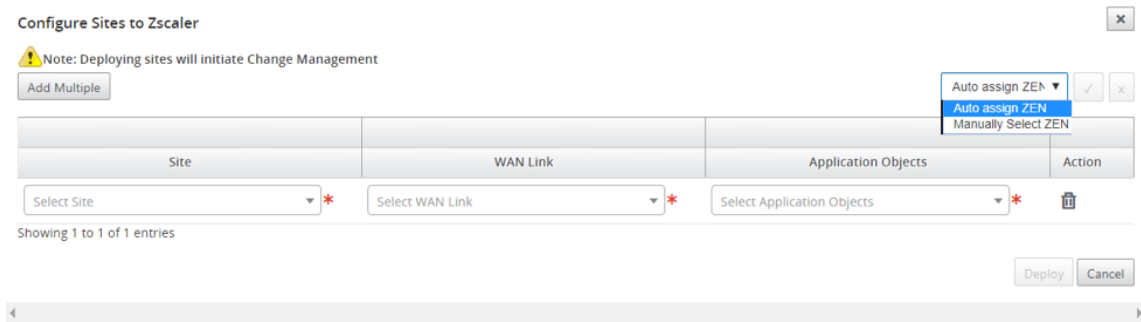 Configure Sites to Zscaler
x
Note: Deploying sites will initiate Change Management
Add Multiple
Auto assign ZEN
x
Auto assign ZEN
Manually Select ZEN
Site WAN Link Application Objects Action
Select Site * Select WAN Link * Select Application Objects *
Showing 1 to 1 of 1 entries
Deploy Cancel